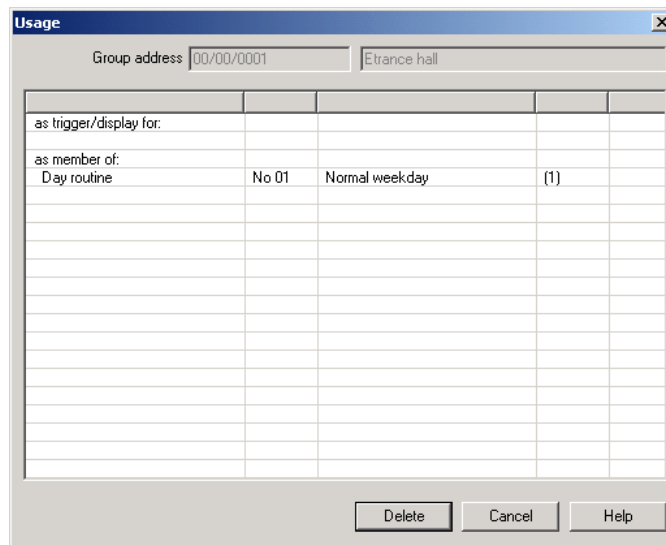 Usage
Group address 00/00/0001 Etrance hall
as trigger/display for:
as member of:
Day routine No 01 Normal weekday (1)
Delete Cancel Help